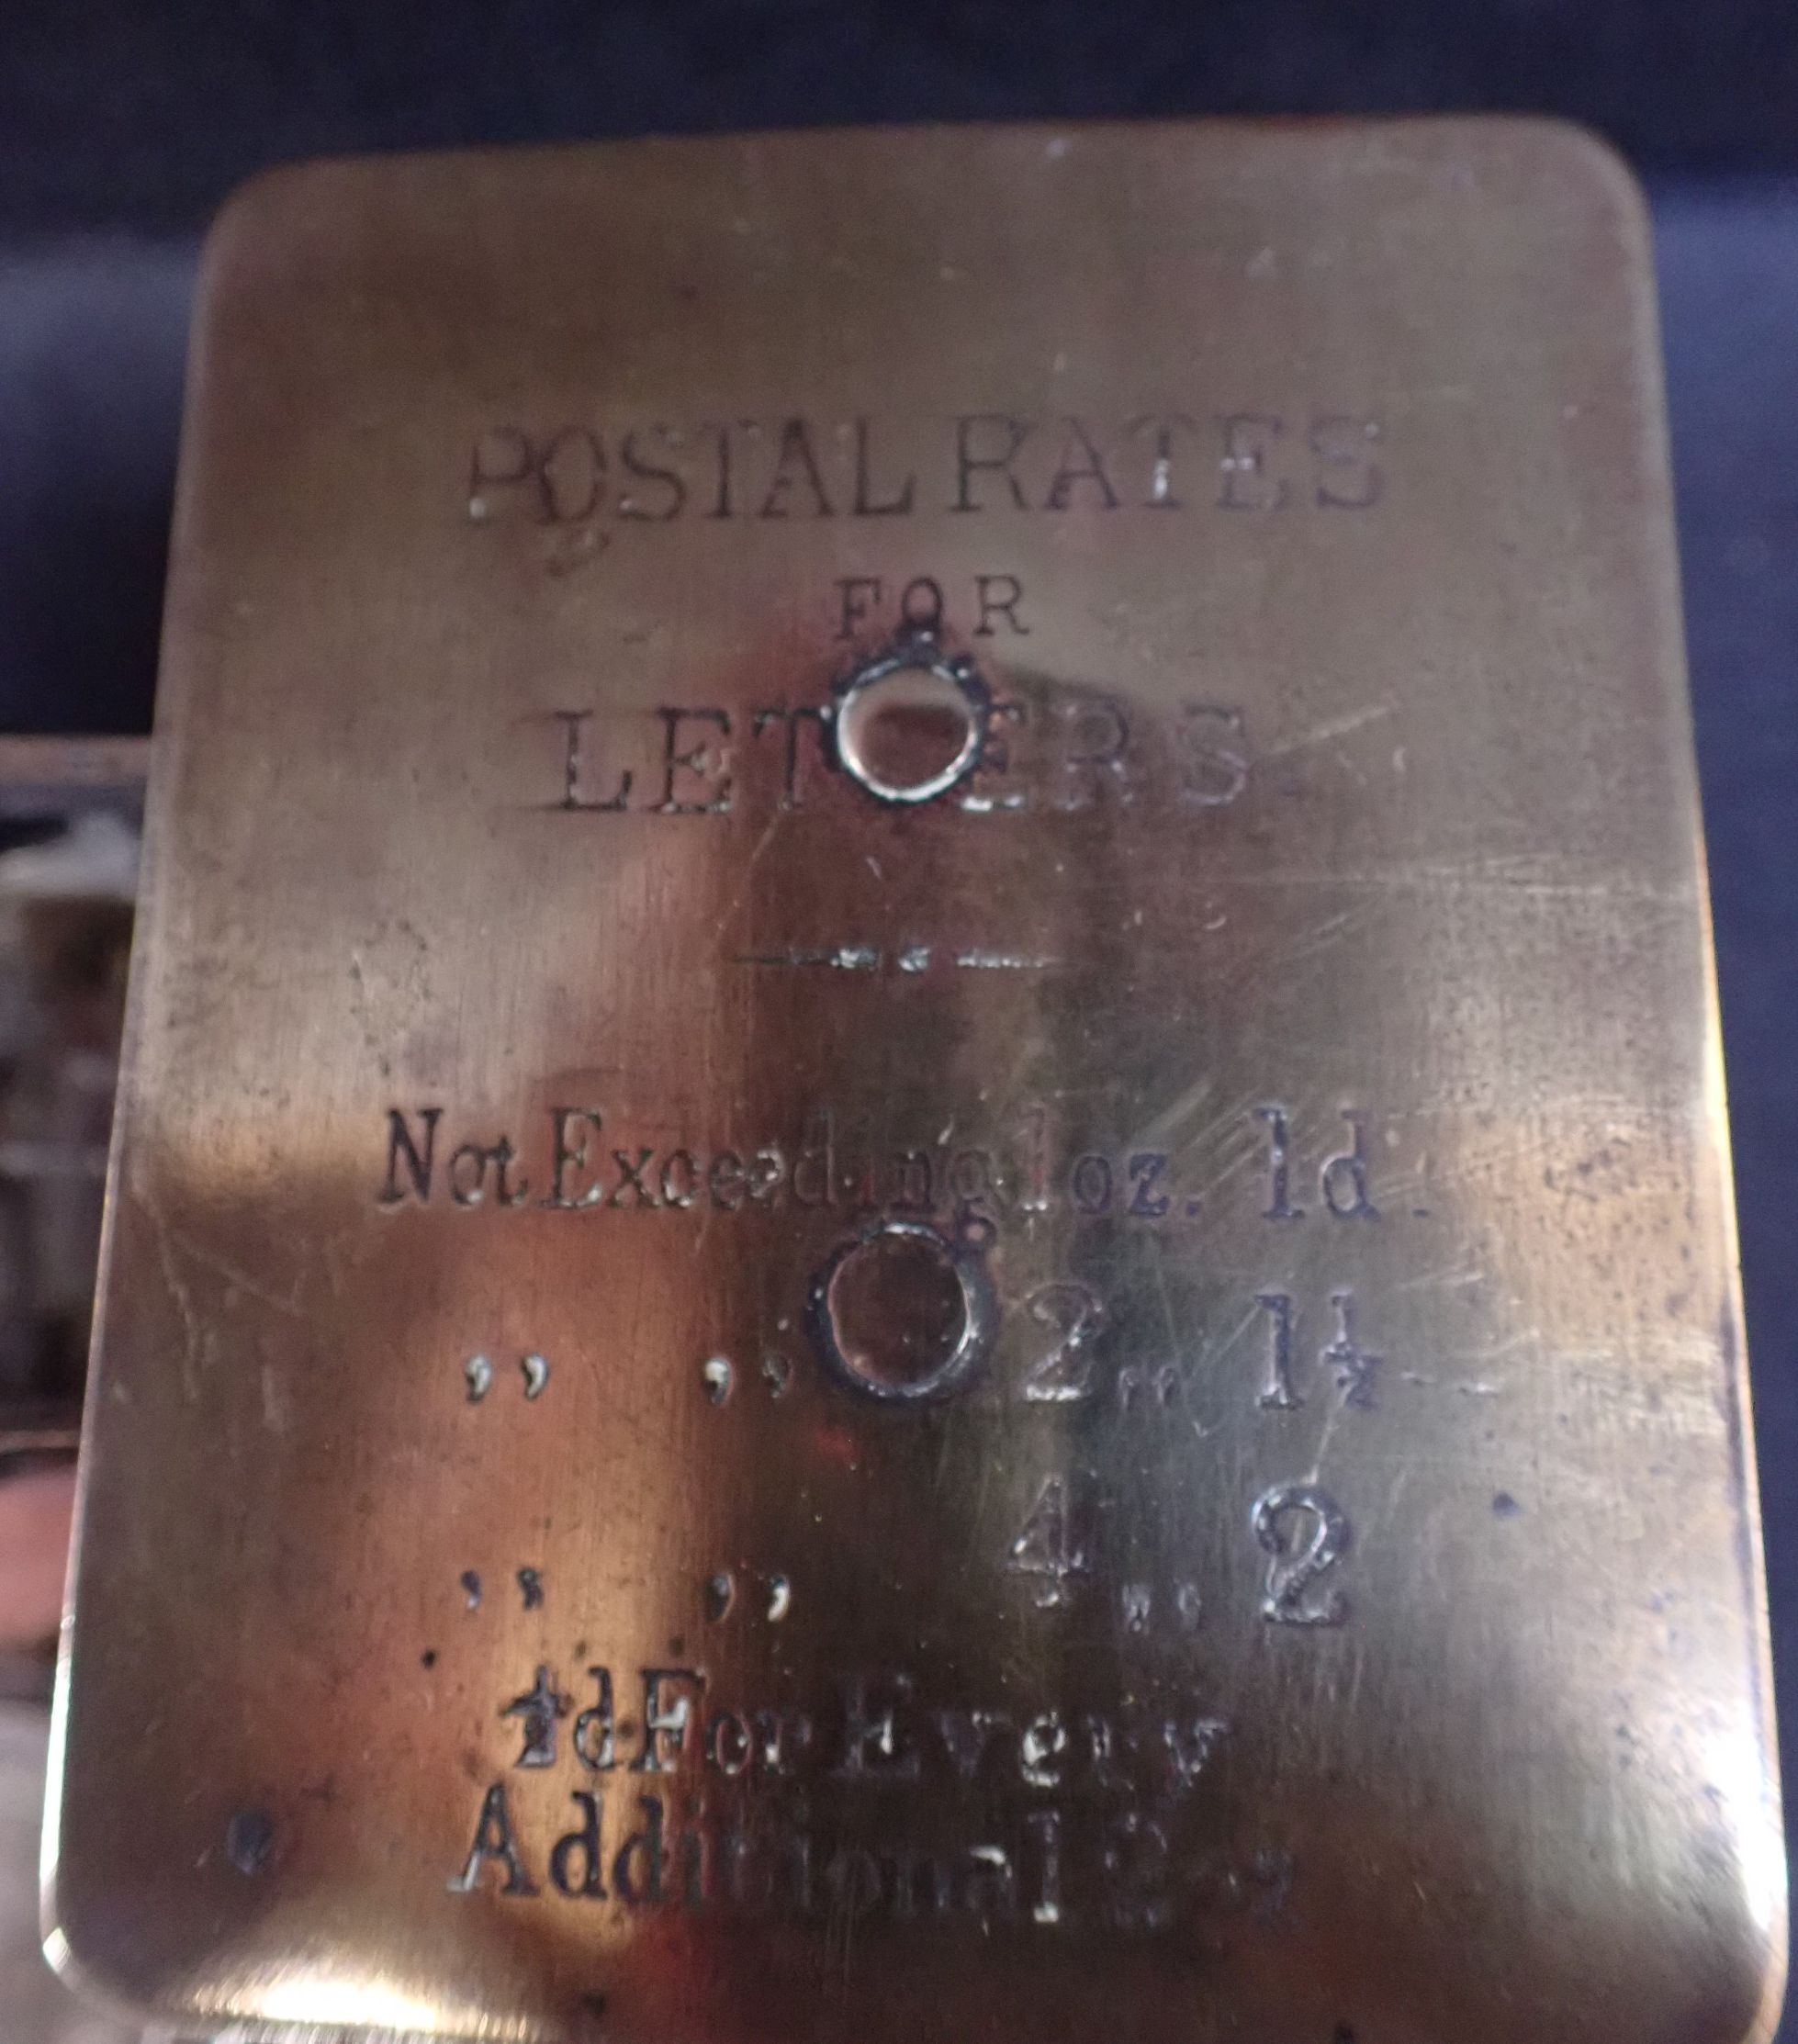 POSTAL RATES
FOR
LETTERS
Not Exceeding 1 oz. 1d.
,, ,, 2 ,, 1½
,, ,, 4 ,, 2
½d For Every
Additional 2